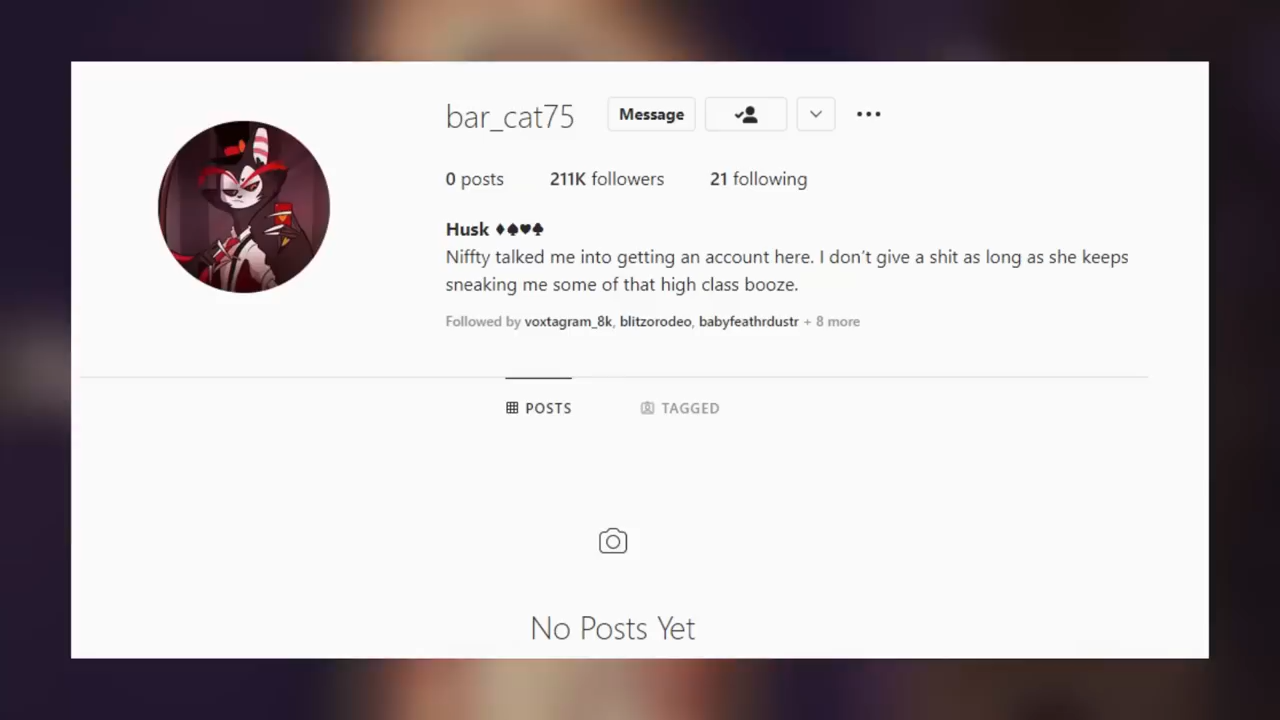 bar_cat75 Message
0 posts 211K followers 21 following
Husk ♦♠♥♣
Niffty talked me into getting an account here. I don't give a shit as long as she keeps
sneaking me some of that high class booze.
Followed by voxtagram_8k, blitzorodeo, babyfeathrdustr + 8 more
POSTS TAGGED
No Posts Yet